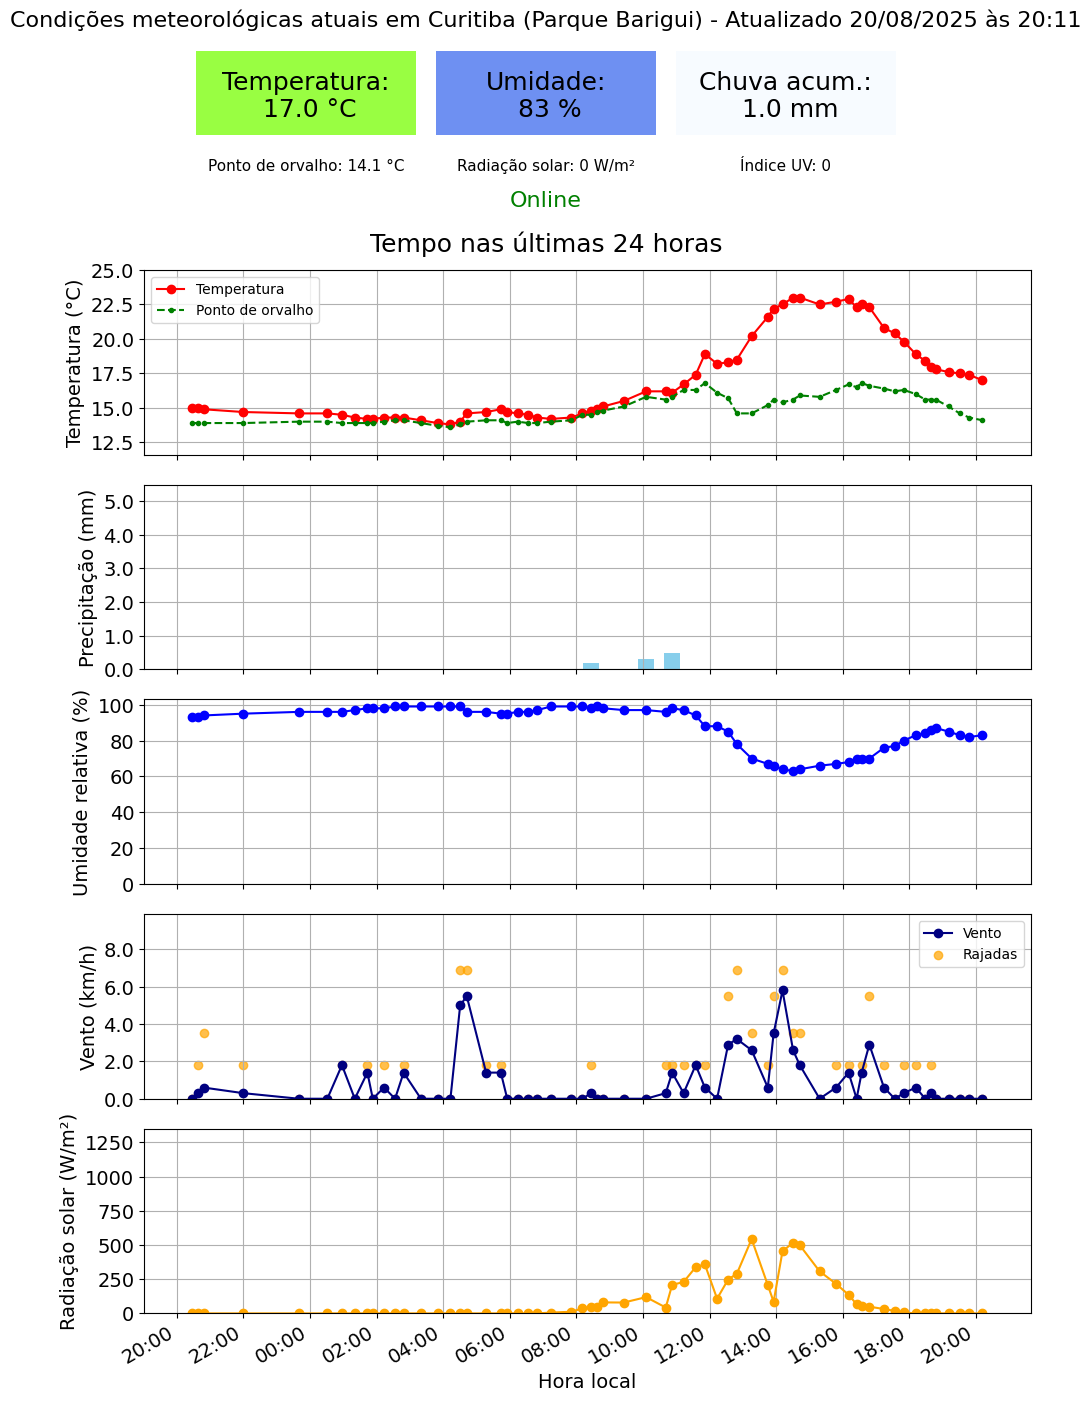 Condições meteorológicas atuais em Curitiba (Parque Barigui) - Atualizado 20/08/2025 às 20:11
Temperatura:
17.0 °C
Umidade:
83 %
Chuva acum.:
1.0 mm
Ponto de orvalho: 14.1 °C
Radiação solar: 0 W/m²
Índice UV: 0
Online
Tempo nas últimas 24 horas
Temperatura (°C)
25.0
22.5
20.0
17.5
15.0
12.5
Temperatura
Ponto de orvalho
Precipitação (mm)
5.0
4.0
3.0
2.0
1.0
0.0
Umidade relativa (%)
100
80
60
40
20
0
Vento (km/h)
8.0
6.0
4.0
2.0
0.0
Vento
Rajadas
Radiação solar (W/m²)
1250
1000
750
500
250
0
20:00
22:00
00:00
02:00
04:00
06:00
08:00
10:00
12:00
14:00
16:00
18:00
20:00
Hora local